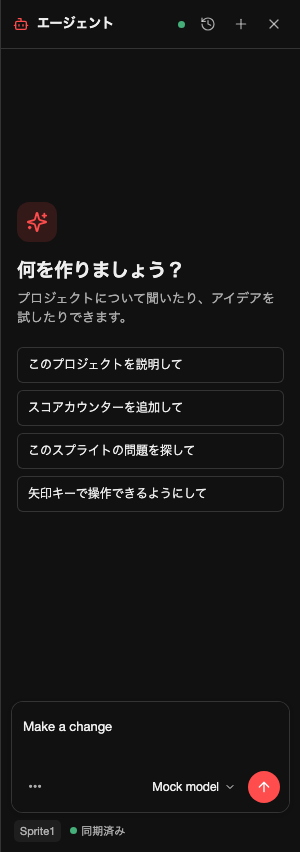 エージェント
何を作りましょう？
プロジェクトについて聞いたり、アイデアを
試したりできます。
このプロジェクトを説明して
スコアカウンターを追加して
このスプライトの問題を探して
矢印キーで操作できるようにして
Make a change
Mock model
Sprite1
同期済み